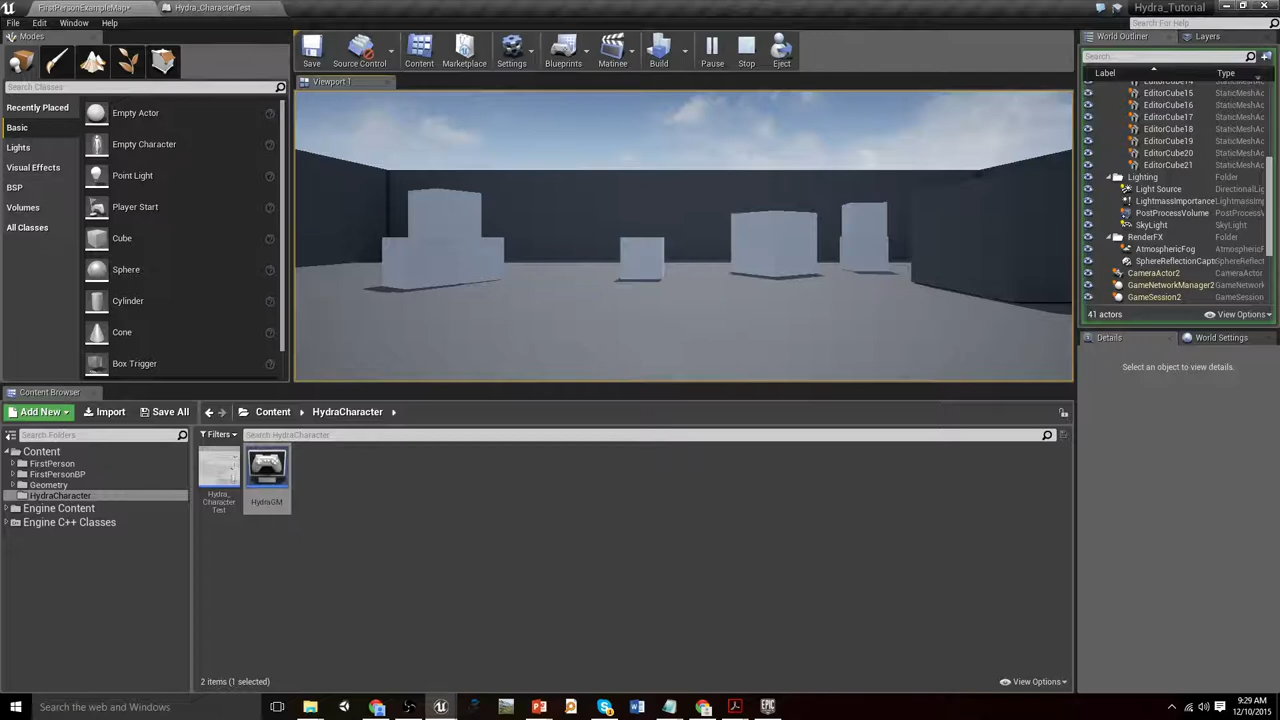 FirstPersonExampleMap*
Hydra_CharacterTest
Hydra_Tutorial
File Edit Window Help
Search For Help
Modes
Search Classes
Recently Placed
Basic
Lights
Visual Effects
BSP
Volumes
All Classes
Empty Actor
Empty Character
Point Light
Player Start
Cube
Sphere
Cylinder
Cone
Box Trigger
Save Source Control Content Marketplace Settings Blueprints Matinee Build Pause Stop Eject
Viewport 1
World Outliner Layers
Search...
Label Type
EditorCube14
EditorCube15 StaticMeshAc
EditorCube16 StaticMeshAc
EditorCube17 StaticMeshAc
EditorCube18 StaticMeshAc
EditorCube19 StaticMeshAc
EditorCube20 StaticMeshAc
EditorCube21 StaticMeshAc
Lighting Folder
Light Source DirectionalLig
LightmassImportance LightmassImp
PostProcessVolume PostProcessV
SkyLight SkyLight
RenderFX Folder
AtmosphericFog AtmosphericF
SphereReflectionCapt SphereReflect
CameraActor2 CameraActor
GameNetworkManager2 GameNetwork
GameSession2 GameSession
41 actors View Options
Details World Settings
Select an object to view details.
Content Browser
Add New Import Save All Content HydraCharacter
Search Folders
Content
FirstPerson
FirstPersonBP
Geometry
HydraCharacter
Engine Content
Engine C++ Classes
Filters Search HydraCharacter
Hydra_
Character
Test
HydraGM
2 items (1 selected) View Options
Search the web and Windows
9:29 AM
12/10/2015